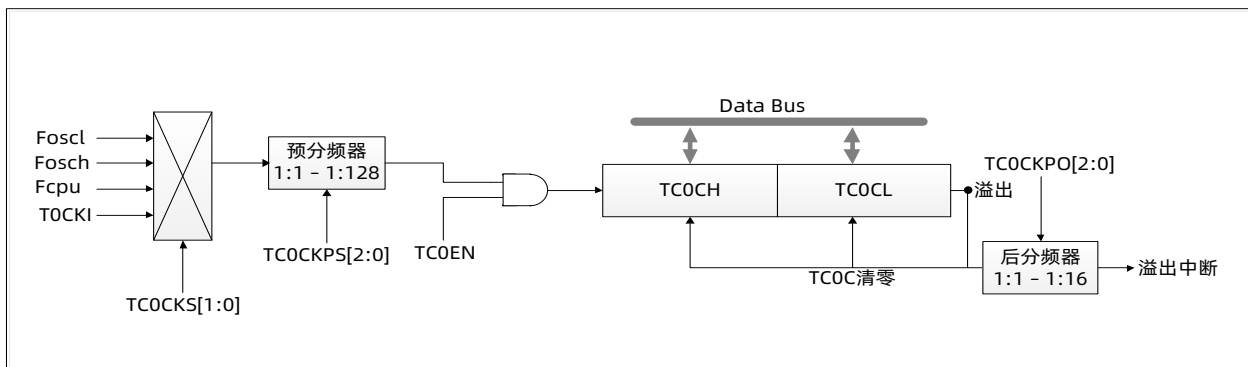 Data Bus
Foscl
Fosch
Fcpu
T0CKI
预分频器
1:1 – 1:128
TC0CH
TC0CL
TC0CKPO[2:0]
溢出
TC0CKPS[2:0]
TC0EN
TC0C清零
后分频器
1:1 – 1:16
溢出中断
TC0CKS[1:0]